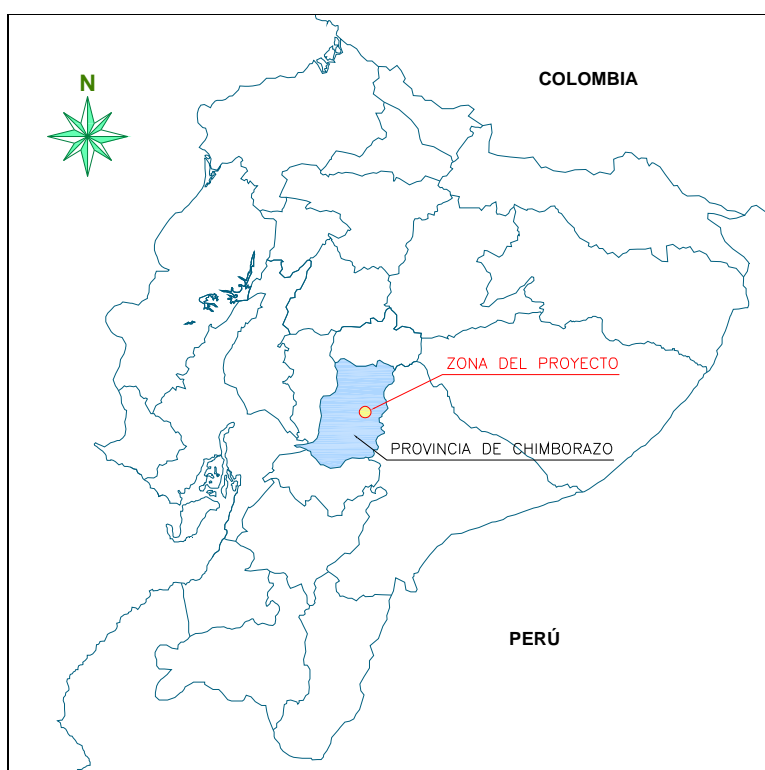 COLOMBIA
N
ZONA DEL PROYECTO
PROVINCIA DE CHIMBORAZO
PERÚ